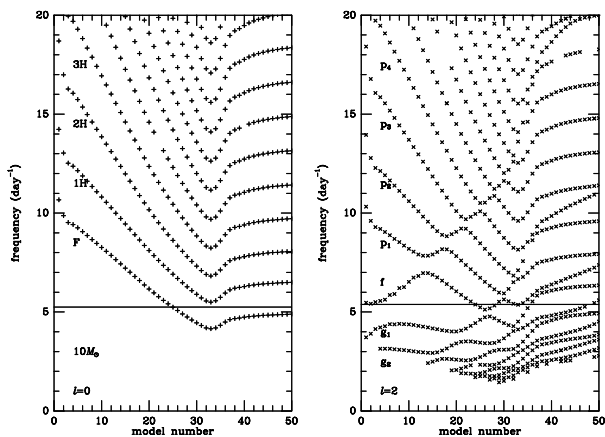 frequency (day⁻¹)
20
15
10
5
0
3H
2H
1H
F
10M☉
l=0
0 10 20 30 40 50
model number
frequency (day⁻¹)
20
15
10
5
0
p₄
p₃
p₂
p₁
f
g₁
g₂
l=2
0 10 20 30 40 50
model number